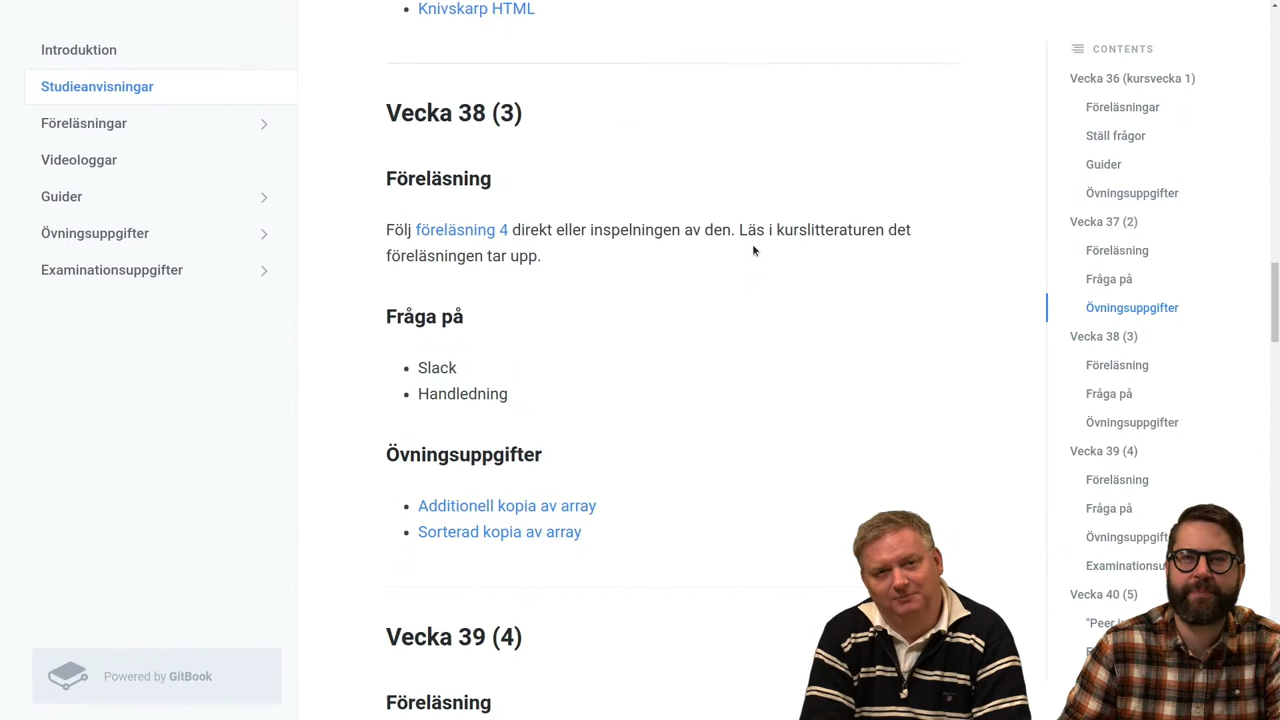 Introduktion
Studieanvisningar
Föreläsningar
Videologgar
Guider
Övningsuppgifter
Examinationsuppgifter
Powered by GitBook
Knivskarp HTML
Vecka 38 (3)
Föreläsning
Följ föreläsning 4 direkt eller inspelningen av den. Läs i kurslitteraturen det
föreläsningen tar upp.
Fråga på
Slack
Handledning
Övningsuppgifter
Additionell kopia av array
Sorterad kopia av array
Vecka 39 (4)
Föreläsning
CONTENTS
Vecka 36 (kursvecka 1)
Föreläsningar
Ställ frågor
Guider
Övningsuppgifter
Vecka 37 (2)
Föreläsning
Fråga på
Övningsuppgifter
Vecka 38 (3)
Föreläsning
Fråga på
Övningsuppgifter
Vecka 39 (4)
Föreläsning
Fråga på
Övningsuppgift
Examinationsu
Vecka 40 (5)
"Peer